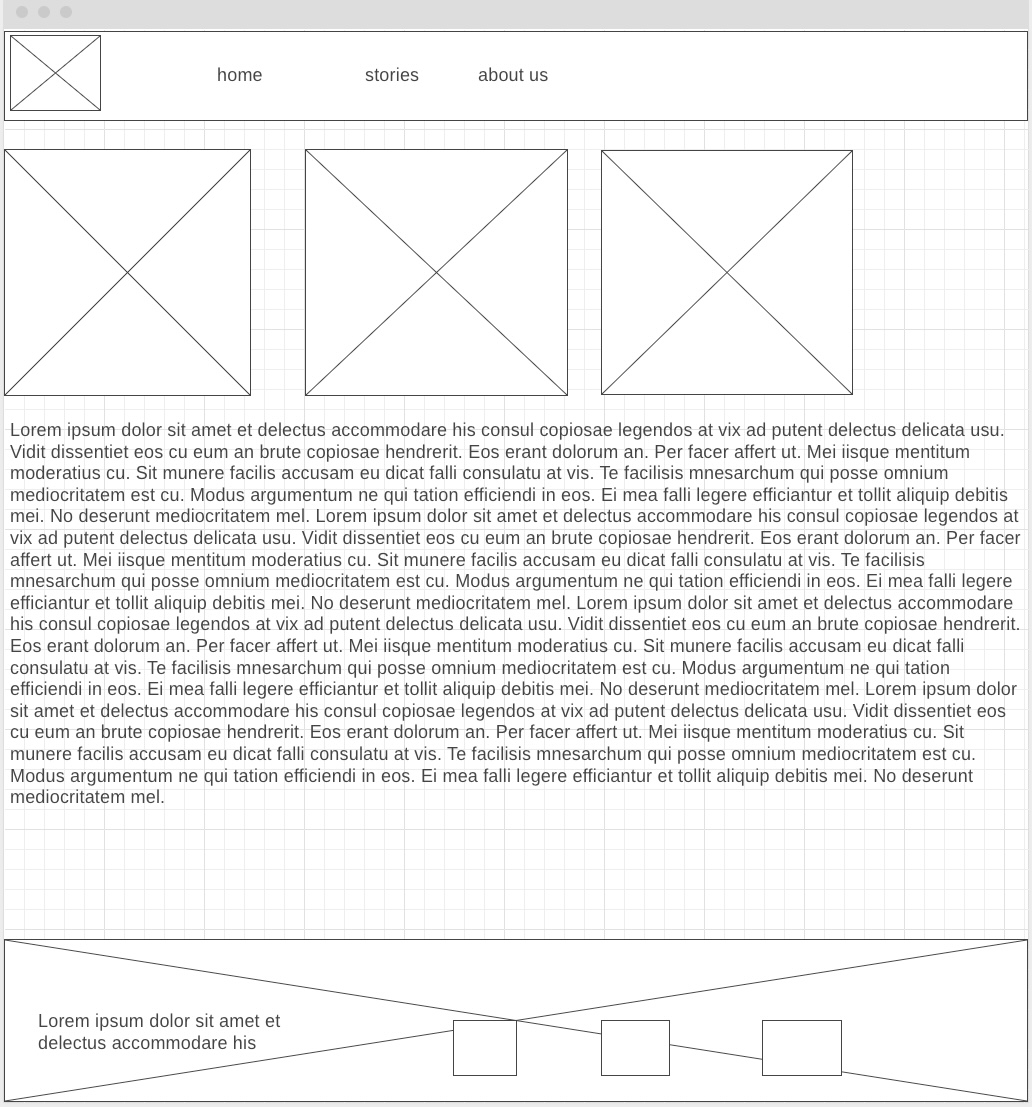 home stories about us
Lorem ipsum dolor sit amet et delectus accommodare his consul copiosae legendos at vix ad putent delectus delicata usu.
Vidit dissentiet eos cu eum an brute copiosae hendrerit. Eos erant dolorum an. Per facer affert ut. Mei iisque mentitum
moderatius cu. Sit munere facilis accusam eu dicat falli consulatu at vis. Te facilisis mnesarchum qui posse omnium
mediocritatem est cu. Modus argumentum ne qui tation efficiendi in eos. Ei mea falli legere efficiantur et tollit aliquip debitis
mei. No deserunt mediocritatem mel. Lorem ipsum dolor sit amet et delectus accommodare his consul copiosae legendos at
vix ad putent delectus delicata usu. Vidit dissentiet eos cu eum an brute copiosae hendrerit. Eos erant dolorum an. Per facer
affert ut. Mei iisque mentitum moderatius cu. Sit munere facilis accusam eu dicat falli consulatu at vis. Te facilisis
mnesarchum qui posse omnium mediocritatem est cu. Modus argumentum ne qui tation efficiendi in eos. Ei mea falli legere
efficiantur et tollit aliquip debitis mei. No deserunt mediocritatem mel. Lorem ipsum dolor sit amet et delectus accommodare
his consul copiosae legendos at vix ad putent delectus delicata usu. Vidit dissentiet eos cu eum an brute copiosae hendrerit.
Eos erant dolorum an. Per facer affert ut. Mei iisque mentitum moderatius cu. Sit munere facilis accusam eu dicat falli
consulatu at vis. Te facilisis mnesarchum qui posse omnium mediocritatem est cu. Modus argumentum ne qui tation
efficiendi in eos. Ei mea falli legere efficiantur et tollit aliquip debitis mei. No deserunt mediocritatem mel. Lorem ipsum dolor
sit amet et delectus accommodare his consul copiosae legendos at vix ad putent delectus delicata usu. Vidit dissentiet eos
cu eum an brute copiosae hendrerit. Eos erant dolorum an. Per facer affert ut. Mei iisque mentitum moderatius cu. Sit
munere facilis accusam eu dicat falli consulatu at vis. Te facilisis mnesarchum qui posse omnium mediocritatem est cu.
Modus argumentum ne qui tation efficiendi in eos. Ei mea falli legere efficiantur et tollit aliquip debitis mei. No deserunt
mediocritatem mel.
Lorem ipsum dolor sit amet et
delectus accommodare his